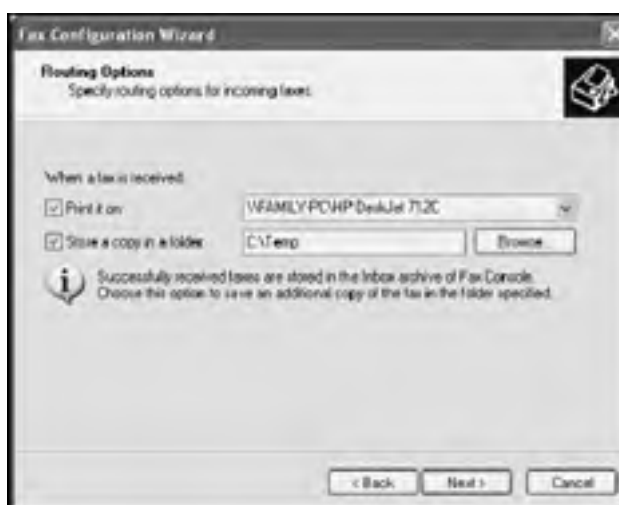 Fax Configuration Wizard
Routing Options
Specify routing options for incoming faxes.
When a fax is received:
Print it on: \\FAMILY-PC\HP DeskJet 712C
Store a copy in a folder: C:\Temp Browse...
Successfully received faxes are stored in the Inbox archive of Fax Console.
Choose this option to save an additional copy of the fax in the folder specified.
< Back Next > Cancel